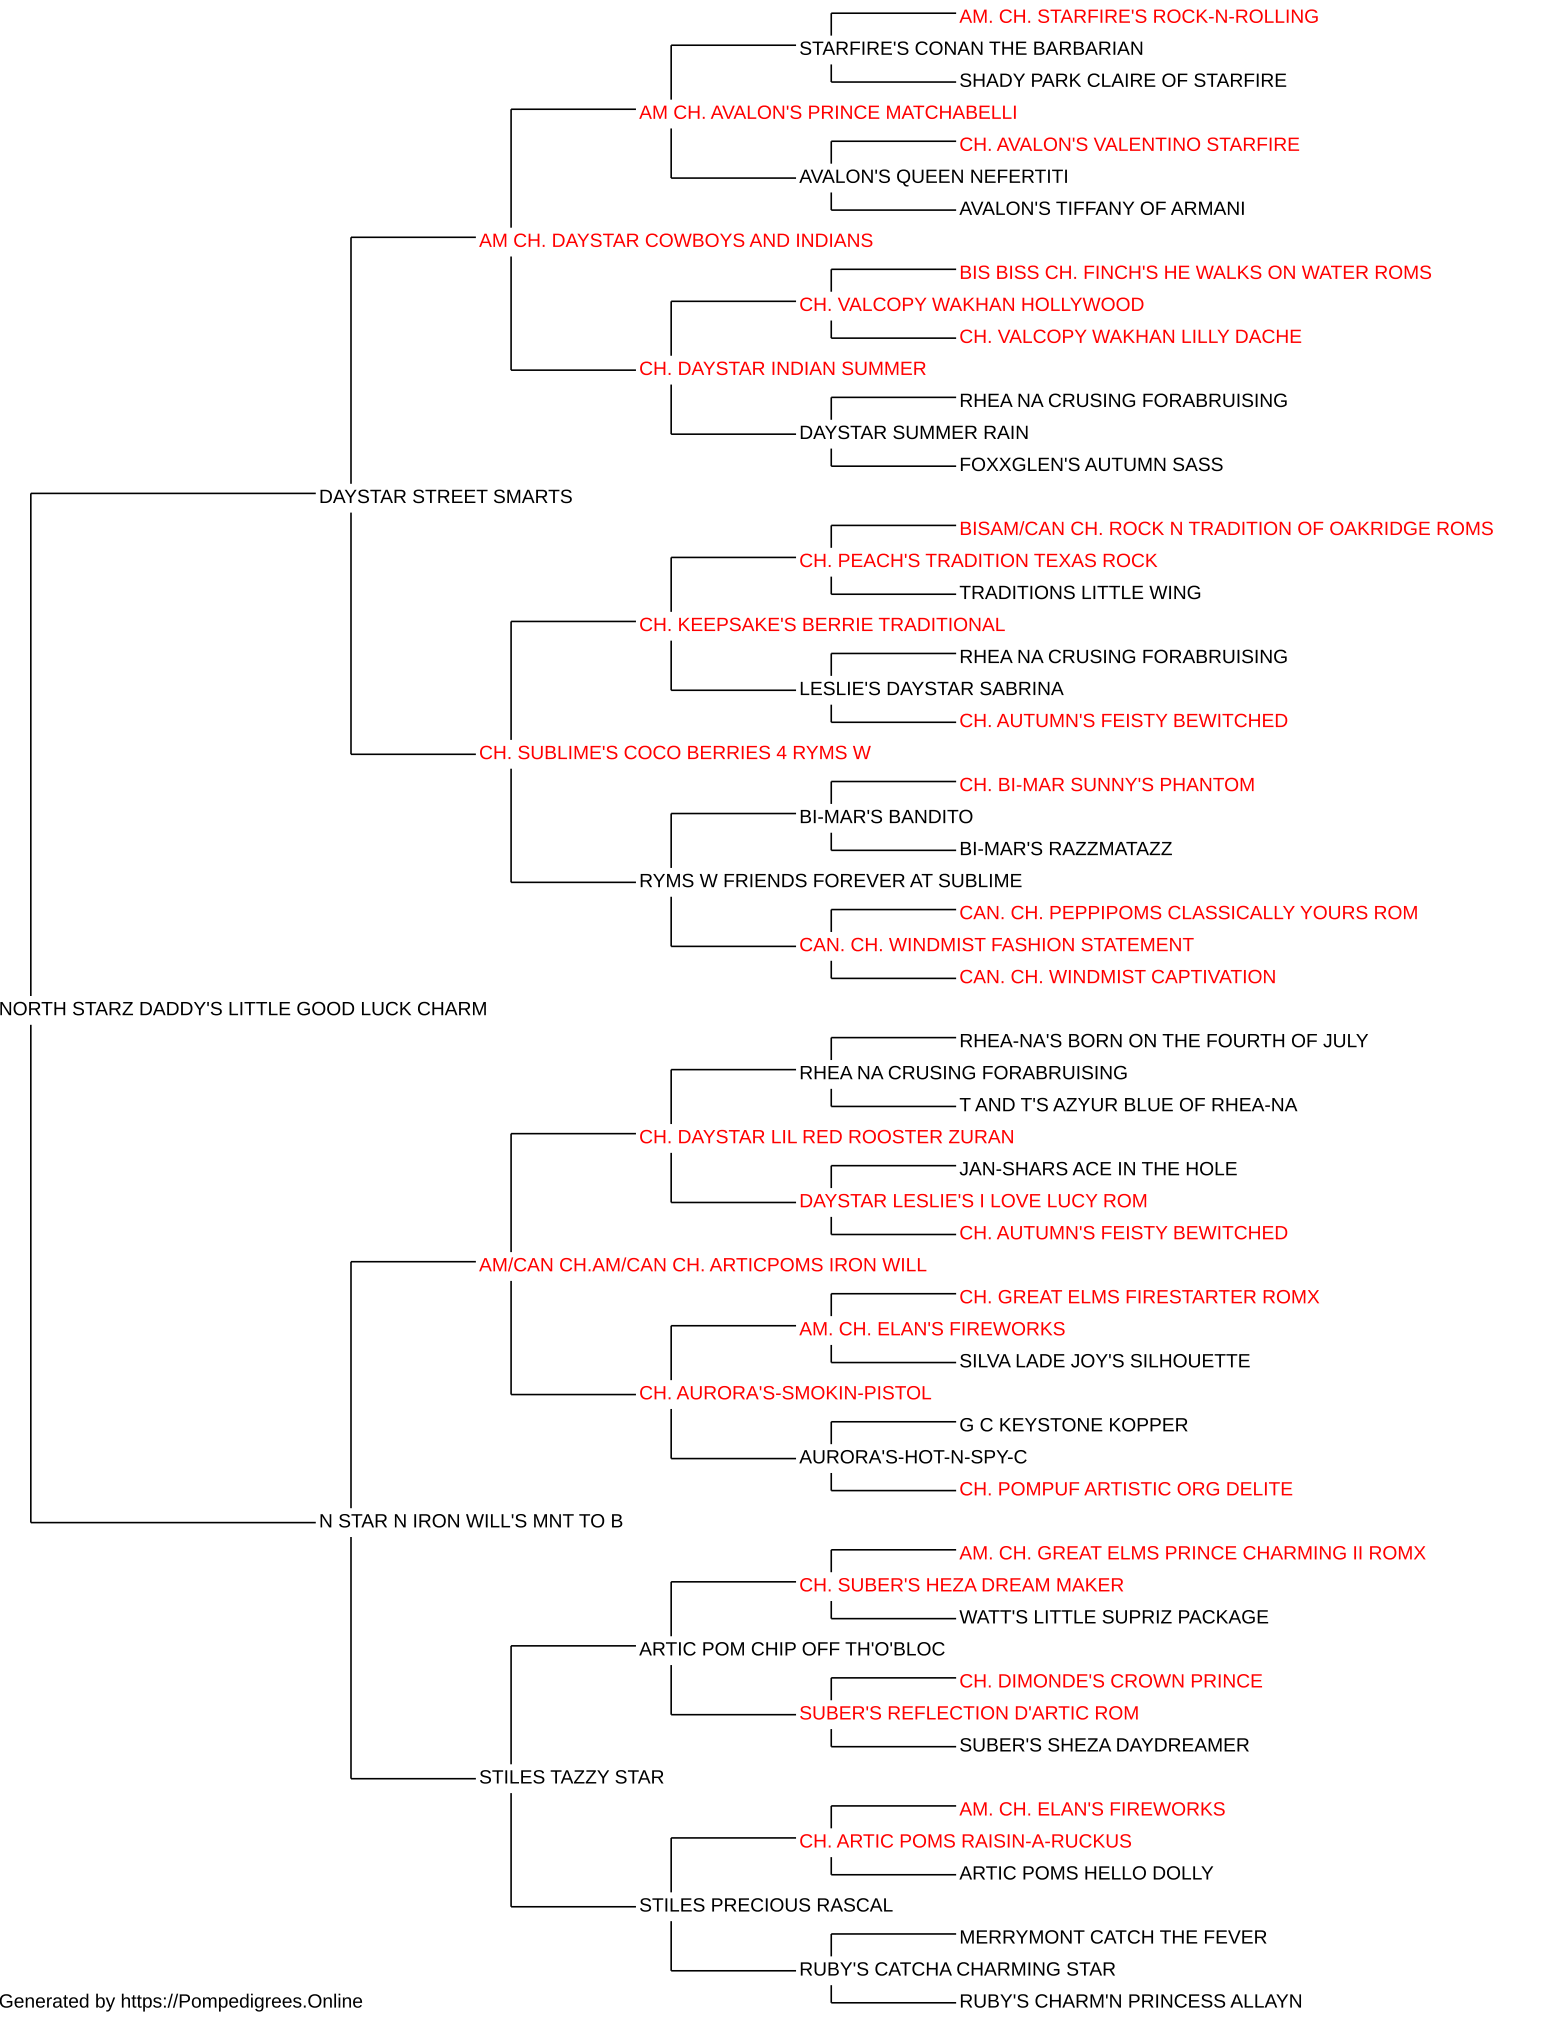 AM. CH. STARFIRE'S ROCK-N-ROLLING
STARFIRE'S CONAN THE BARBARIAN
SHADY PARK CLAIRE OF STARFIRE
AM CH. AVALON'S PRINCE MATCHABELLI
CH. AVALON'S VALENTINO STARFIRE
AVALON'S QUEEN NEFERTITI
AVALON'S TIFFANY OF ARMANI
AM CH. DAYSTAR COWBOYS AND INDIANS
BIS BISS CH. FINCH'S HE WALKS ON WATER ROMS
CH. VALCOPY WAKHAN HOLLYWOOD
CH. VALCOPY WAKHAN LILLY DACHE
CH. DAYSTAR INDIAN SUMMER
RHEA NA CRUSING FORABRUISING
DAYSTAR SUMMER RAIN
FOXXGLEN'S AUTUMN SASS
DAYSTAR STREET SMARTS
BISAM/CAN CH. ROCK N TRADITION OF OAKRIDGE ROMS
CH. PEACH'S TRADITION TEXAS ROCK
TRADITIONS LITTLE WING
CH. KEEPSAKE'S BERRIE TRADITIONAL
RHEA NA CRUSING FORABRUISING
LESLIE'S DAYSTAR SABRINA
CH. AUTUMN'S FEISTY BEWITCHED
CH. SUBLIME'S COCO BERRIES 4 RYMS W
CH. BI-MAR SUNNY'S PHANTOM
BI-MAR'S BANDITO
BI-MAR'S RAZZMATAZZ
RYMS W FRIENDS FOREVER AT SUBLIME
CAN. CH. PEPPIPOMS CLASSICALLY YOURS ROM
CAN. CH. WINDMIST FASHION STATEMENT
CAN. CH. WINDMIST CAPTIVATION
NORTH STARZ DADDY'S LITTLE GOOD LUCK CHARM
RHEA-NA'S BORN ON THE FOURTH OF JULY
RHEA NA CRUSING FORABRUISING
T AND T'S AZYUR BLUE OF RHEA-NA
CH. DAYSTAR LIL RED ROOSTER ZURAN
JAN-SHARS ACE IN THE HOLE
DAYSTAR LESLIE'S I LOVE LUCY ROM
CH. AUTUMN'S FEISTY BEWITCHED
AM/CAN CH.AM/CAN CH. ARTICPOMS IRON WILL
CH. GREAT ELMS FIRESTARTER ROMX
AM. CH. ELAN'S FIREWORKS
SILVA LADE JOY'S SILHOUETTE
CH. AURORA'S-SMOKIN-PISTOL
G C KEYSTONE KOPPER
AURORA'S-HOT-N-SPY-C
CH. POMPUF ARTISTIC ORG DELITE
N STAR N IRON WILL'S MNT TO B
AM. CH. GREAT ELMS PRINCE CHARMING II ROMX
CH. SUBER'S HEZA DREAM MAKER
WATT'S LITTLE SUPRIZ PACKAGE
ARTIC POM CHIP OFF TH'O'BLOC
CH. DIMONDE'S CROWN PRINCE
SUBER'S REFLECTION D'ARTIC ROM
SUBER'S SHEZA DAYDREAMER
STILES TAZZY STAR
AM. CH. ELAN'S FIREWORKS
CH. ARTIC POMS RAISIN-A-RUCKUS
ARTIC POMS HELLO DOLLY
STILES PRECIOUS RASCAL
MERRYMONT CATCH THE FEVER
RUBY'S CATCHA CHARMING STAR
RUBY'S CHARM'N PRINCESS ALLAYN
Generated by https://Pompedigrees.Online